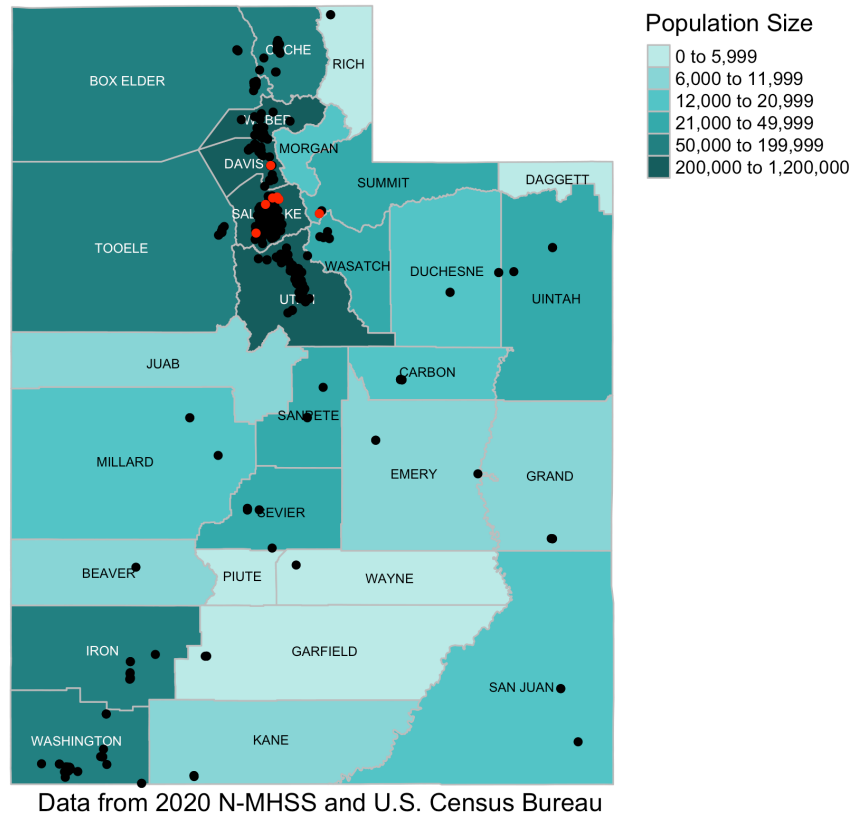 Population Size
0 to 5,999
6,000 to 11,999
12,000 to 20,999
21,000 to 49,999
50,000 to 199,999
200,000 to 1,200,000
RICH
BOX ELDER
MORGAN
DAVIS
SUMMIT
DAGGETT
TOOELE
WASATCH
DUCHESNE
UINTAH
JUAB
CARBON
SANPETE
MILLARD
EMERY
GRAND
SEVIER
BEAVER
PIUTE
WAYNE
IRON
GARFIELD
SAN JUAN
WASHINGTON
KANE
Data from 2020 N-MHSS and U.S. Census Bureau